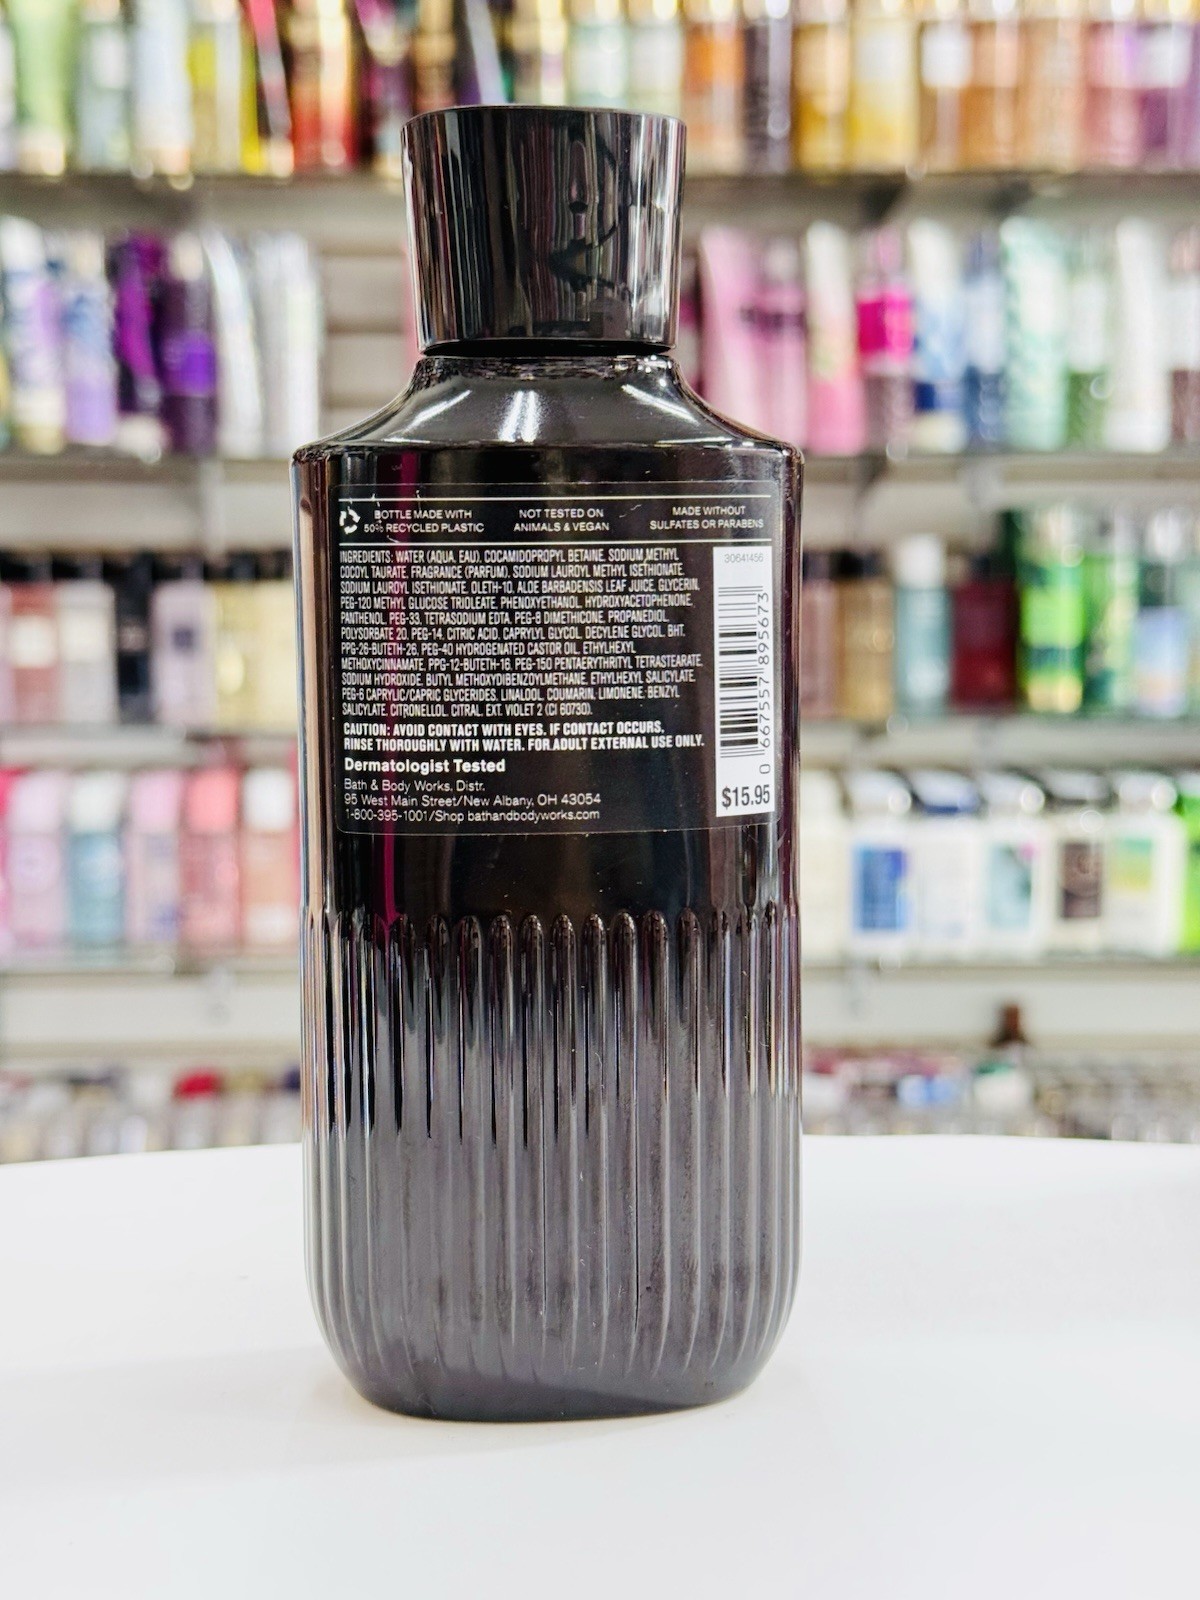 BOTTLE MADE WITH
50% RECYCLED PLASTIC
NOT TESTED ON
ANIMALS & VEGAN
MADE WITHOUT
SULFATES OR PARABENS
INGREDIENTS: WATER (AQUA, EAU), COCAMIDOPROPYL BETAINE, SODIUM METHYL
COCOYL TAURATE, FRAGRANCE (PARFUM), SODIUM LAUROYL METHYL ISETHIONATE,
SODIUM LAUROYL ISETHIONATE, OLETH-10, ALOE BARBADENSIS LEAF JUICE, GLYCERIN,
PEG-120 METHYL GLUCOSE TRIOLEATE, PHENOXYETHANOL, HYDROXYACETOPHENONE,
PANTHENOL, PEG-33, TETRASODIUM EDTA, PEG-8 DIMETHICONE, PROPANEDIOL,
POLYSORBATE 20, PEG-14, CITRIC ACID, CAPRYLYL GLYCOL, DECYLENE GLYCOL, BHT,
PPG-26-BUTETH-26, PEG-40 HYDROGENATED CASTOR OIL, ETHYLHEXYL
METHOXYCINNAMATE, PPG-12-BUTETH-16, PEG-150 PENTAERYTHRITYL TETRASTEARATE,
SODIUM HYDROXIDE, BUTYL METHOXYDIBENZOYLMETHANE, ETHYLHEXYL SALICYLATE,
PEG-6 CAPRYLIC/CAPRIC GLYCERIDES, LINALOOL, COUMARIN, LIMONENE, BENZYL
SALICYLATE, CITRONELLOL, CITRAL, EXT. VIOLET 2 (CI 60730).
CAUTION: AVOID CONTACT WITH EYES. IF CONTACT OCCURS,
RINSE THOROUGHLY WITH WATER. FOR ADULT EXTERNAL USE ONLY.
Dermatologist Tested
Bath & Body Works, Distr.
95 West Main Street/New Albany, OH 43054
1-800-395-1001/Shop bathandbodyworks.com
30641456
0 667557 895673
$15.95